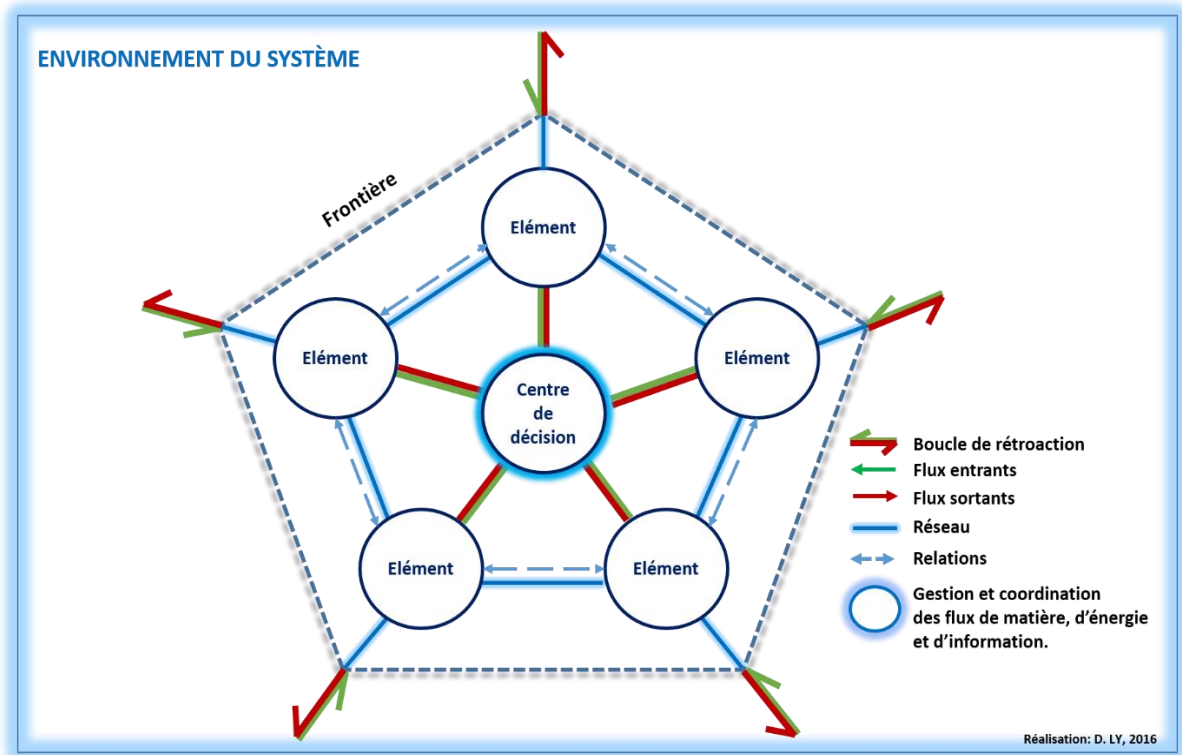 ENVIRONNEMENT DU SYSTÈME
Frontière
Elément
Elément
Elément
Centre
de
décision
Elément
Elément
Boucle de rétroaction
Flux entrants
Flux sortants
Réseau
Relations
Gestion et coordination
des flux de matière, d'énergie
et d'information.
Réalisation: D. LY, 2016